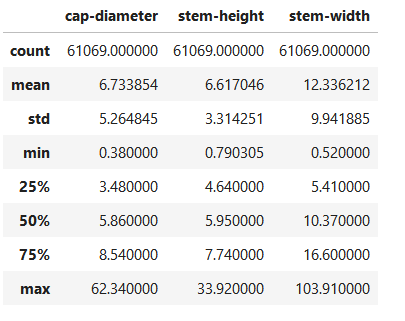 cap-diameter stem-height stem-width
count 61069.000000 61069.000000 61069.000000
mean 6.733854 6.617046 12.336212
std 5.264845 3.314251 9.941885
min 0.380000 0.790305 0.520000
25% 3.480000 4.640000 5.410000
50% 5.860000 5.950000 10.370000
75% 8.540000 7.740000 16.600000
max 62.340000 33.920000 103.910000